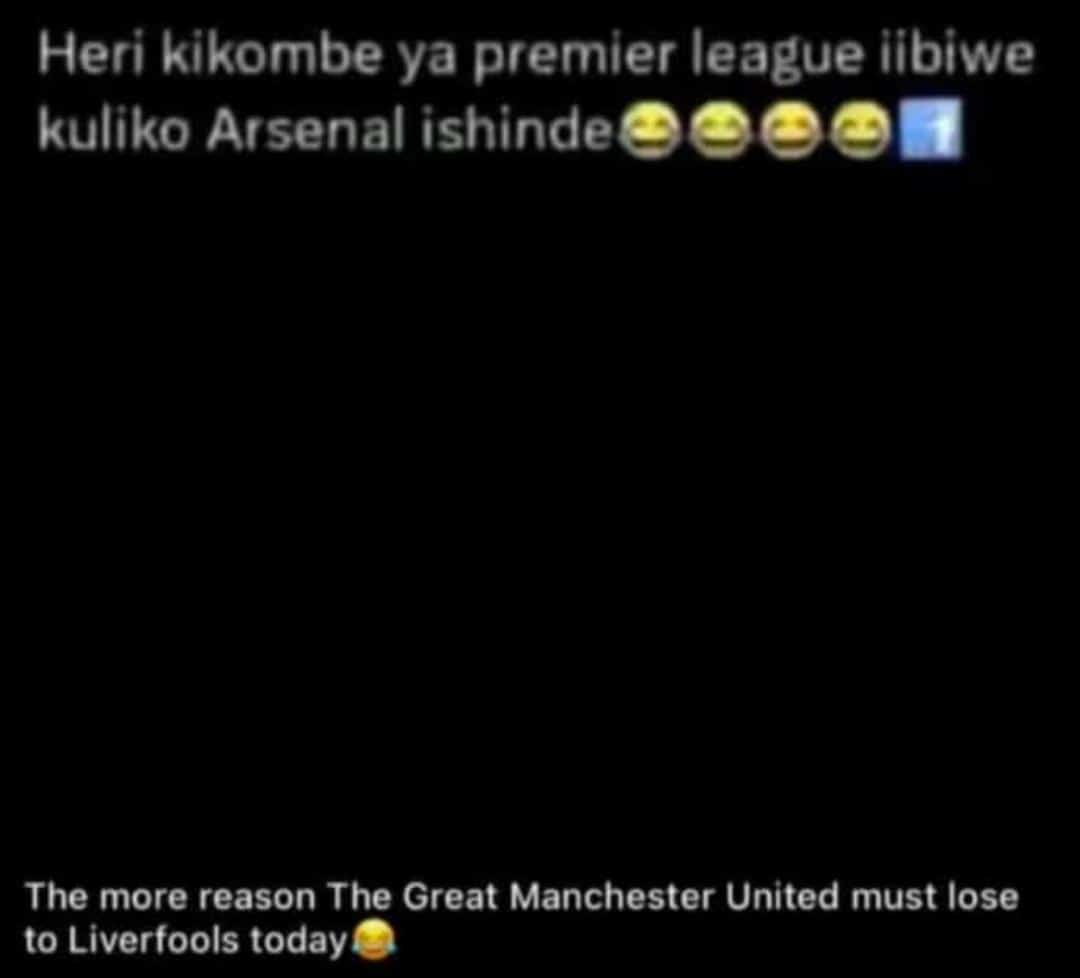 Heri kikombe ya premier league iibiwe
kuliko Arsenal ishinde😂😂😂😂
The more reason The Great Manchester United must lose
to Liverfools today😂